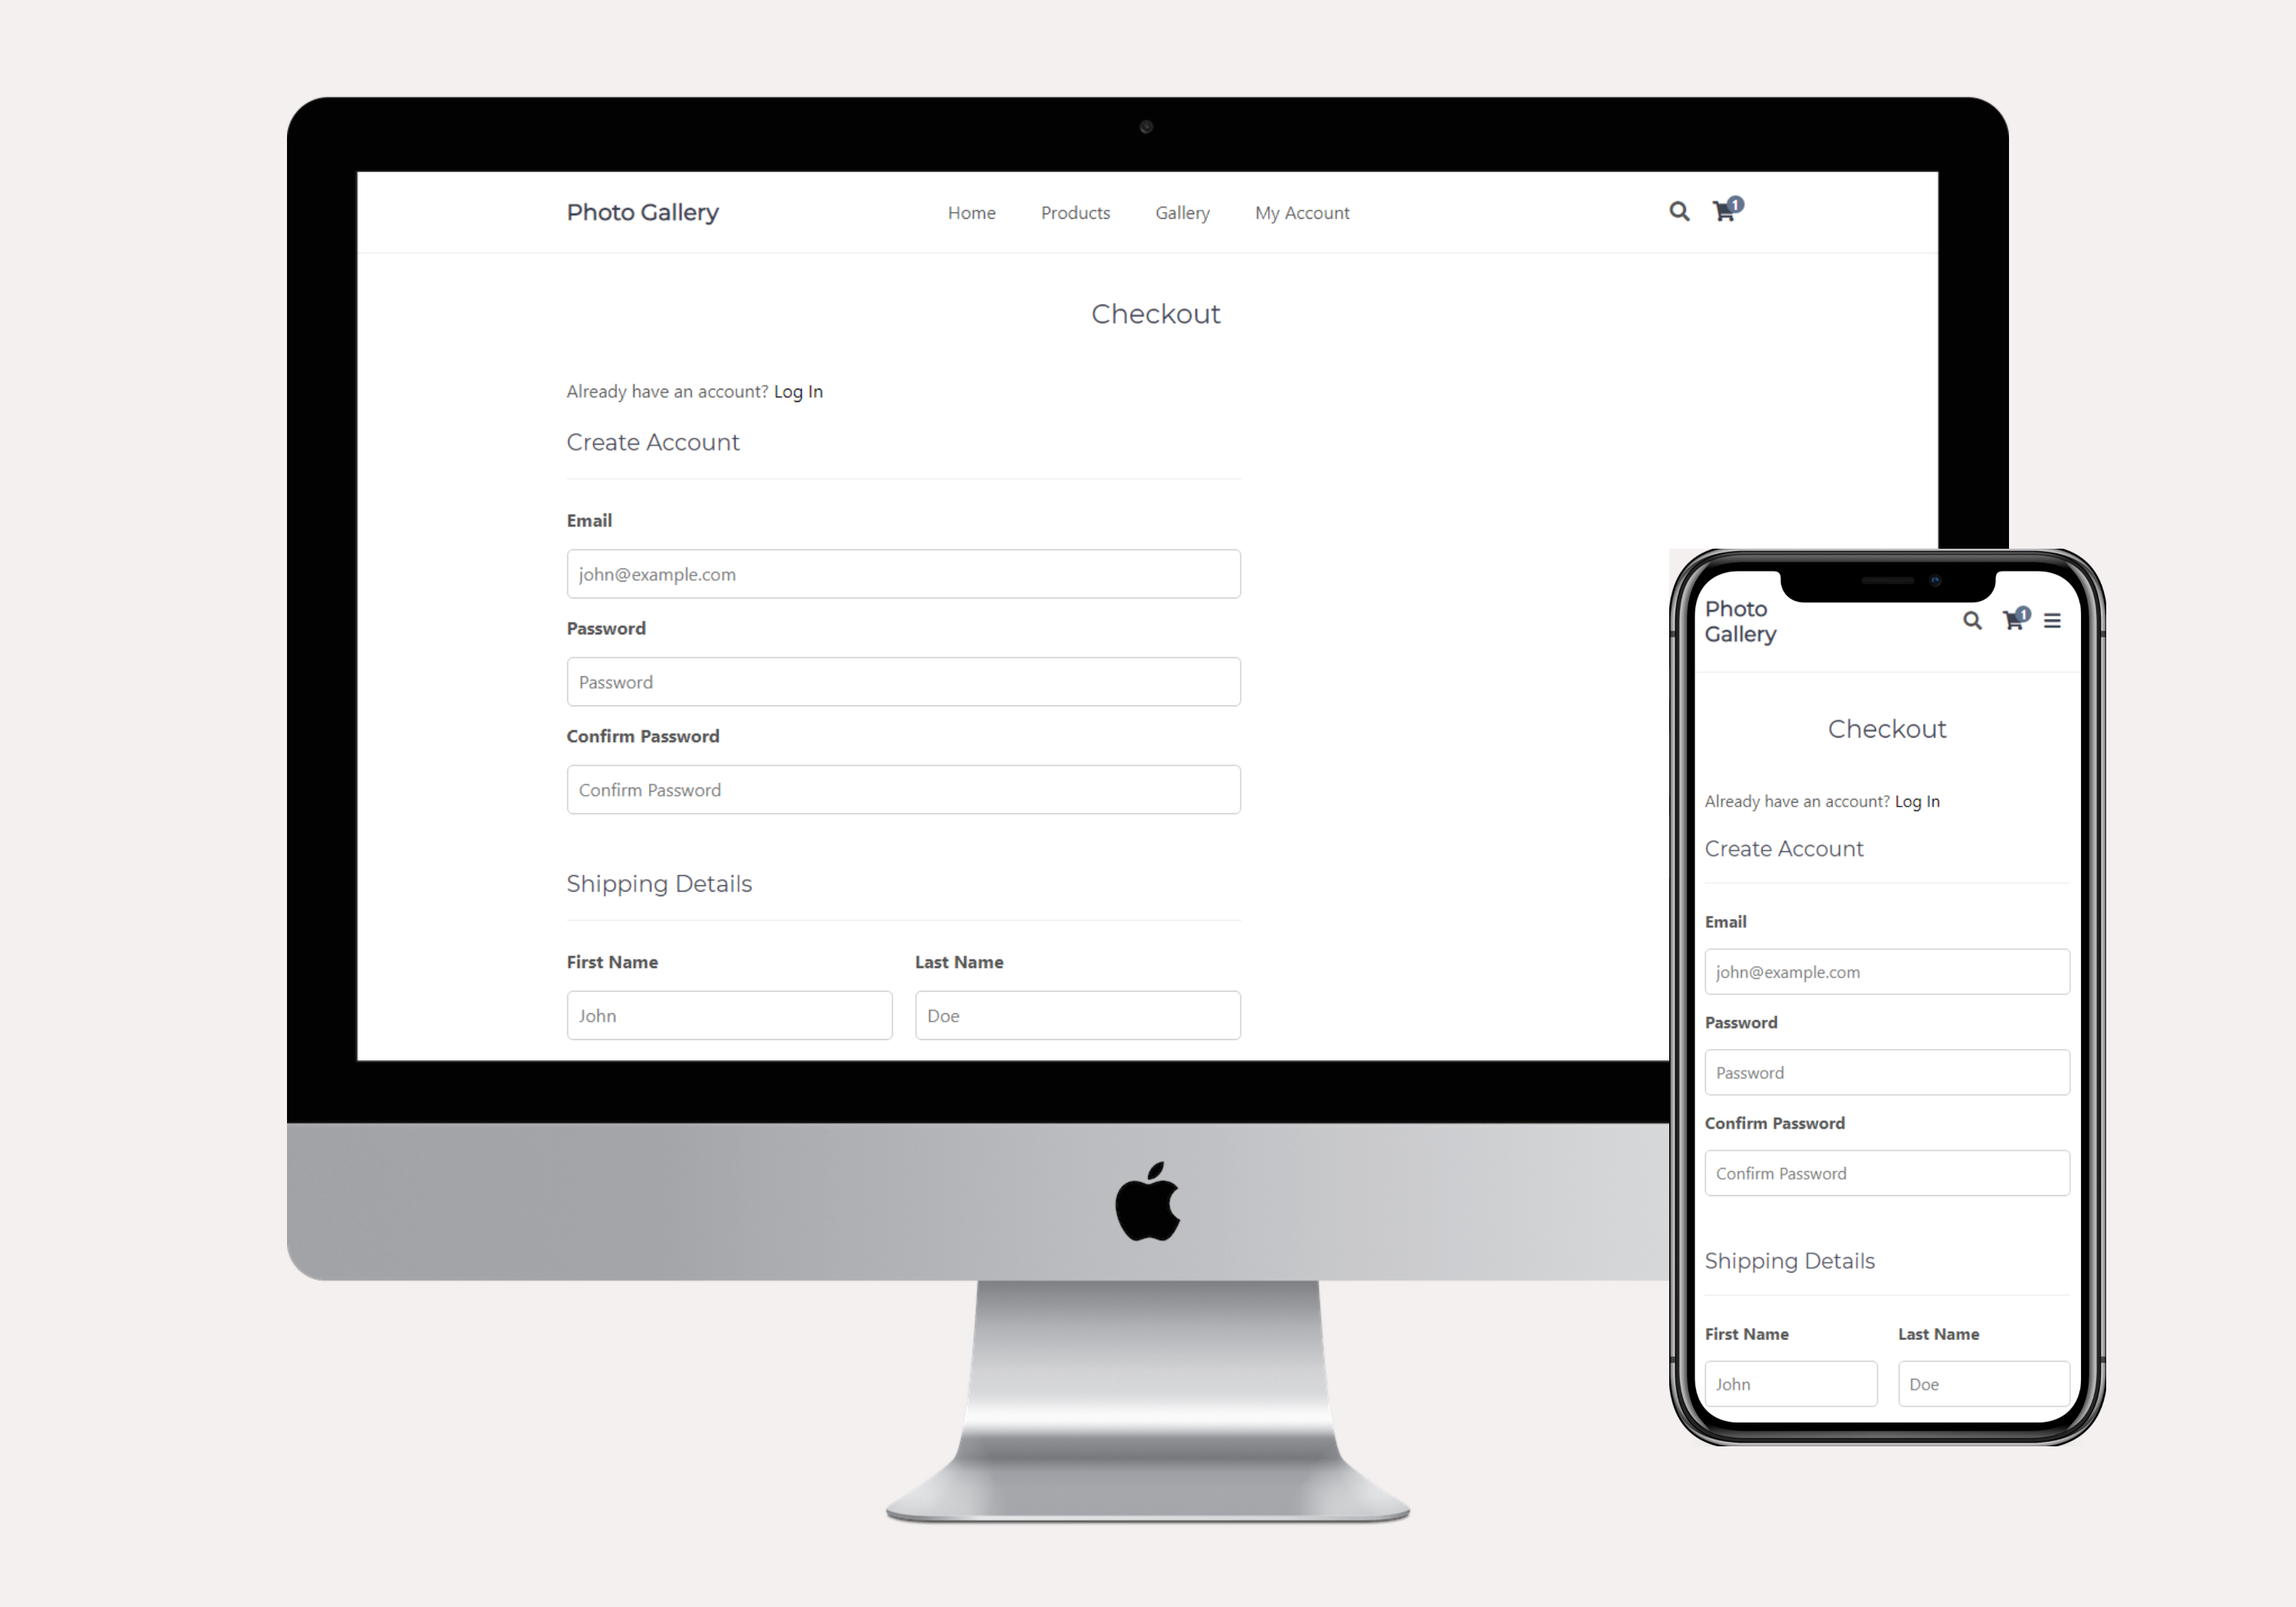 Photo Gallery Home Products Gallery My Account 1
Checkout
Already have an account? Log In
Create Account
Email
john@example.com
Password
Password
Confirm Password
Confirm Password
Shipping Details
First Name Last Name
John Doe
Photo
Gallery
1
Checkout
Already have an account? Log In
Create Account
Email
john@example.com
Password
Password
Confirm Password
Confirm Password
Shipping Details
First Name Last Name
John Doe